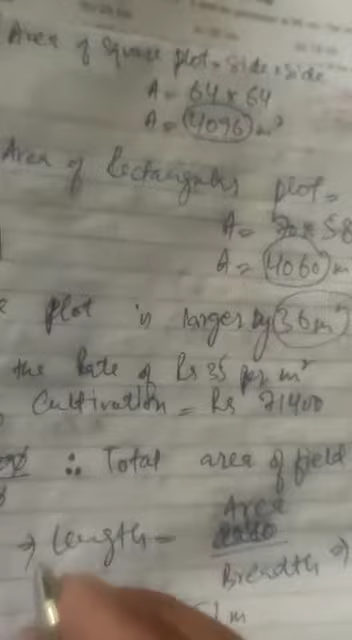 Area of Square plot = side × side
A = 64 × 64
A = 4096 m²
Area of Rectangular plot =
A = 70 × 58
A = 4060 m
plot is larger by 36 m²
the Rate of Rs 35 per m²
Cultivation = Rs 71400
∴ Total area of field
Area
⇒ Length =
Breadth ⇒
m